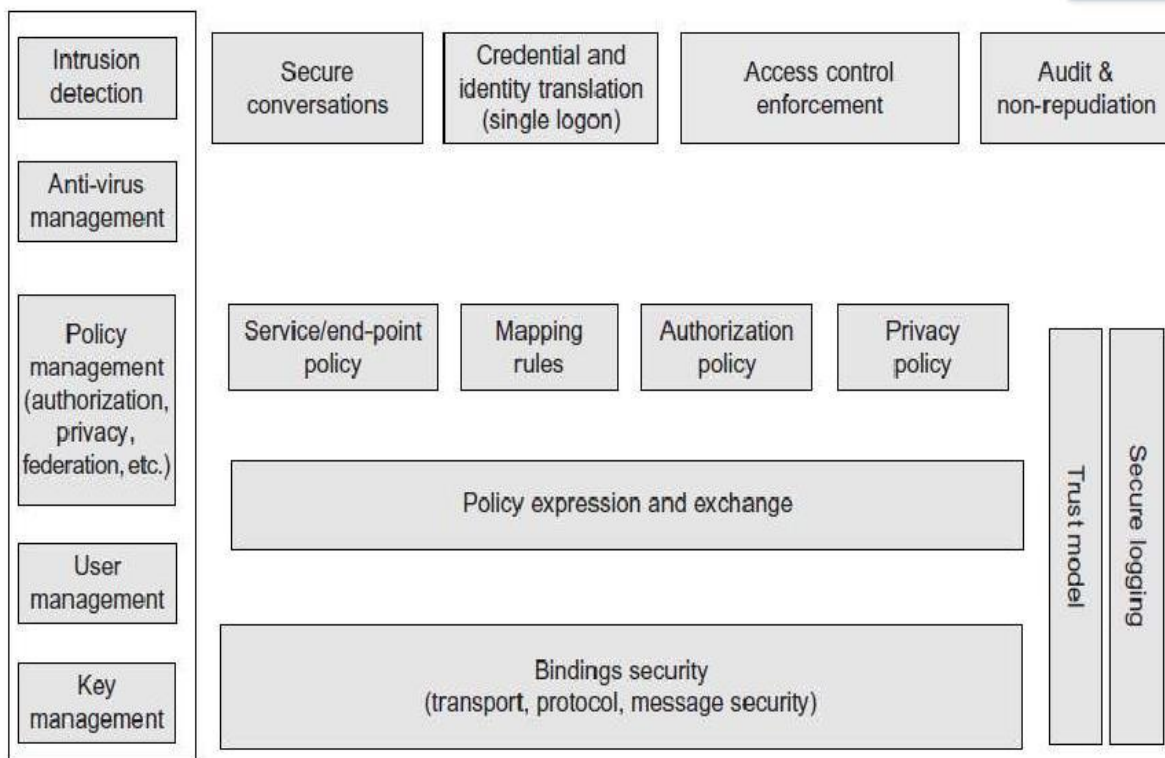 Intrusion
detection
Anti-virus
management
Policy
management
(authorization,
privacy,
federation, etc.)
User
management
Key
management
Secure
conversations
Credential and
identity translation
(single logon)
Access control
enforcement
Audit &
non-repudiation
Service/end-point
policy
Mapping
rules
Authorization
policy
Privacy
policy
Policy expression and exchange
Bindings security
(transport, protocol, message security)
Trust model
Secure logging